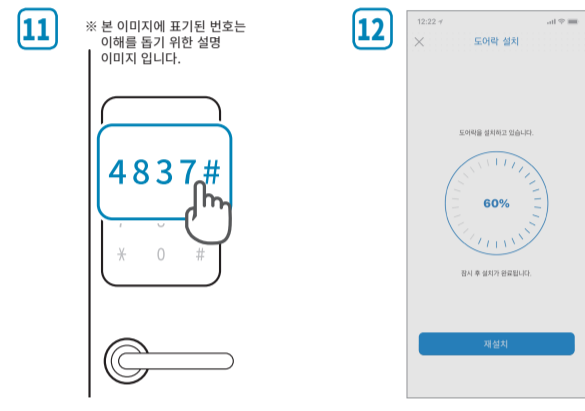 11
※ 본 이미지에 표기된 번호는
이해를 돕기 위한 설명
이미지 입니다.
4837#
* 0 #
12
12:22
도어락 설치
도어락을 설치하고 있습니다.
60%
잠시 후 설치가 완료됩니다.
재설치